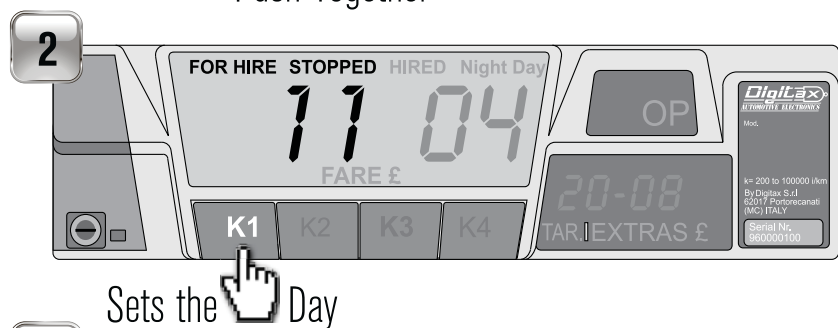 Push Together
2
FOR HIRE STOPPED HIRED Night Day
11 04
FARE £
K1 K2 K3 K4
OP
20-08
TAR. EXTRAS £
Digitax
AUTOMOTIVE ELECTRONICS
Mod.
k= 200 to 100000 i/km
By Digitax S.r.l
62017 Portorecanati
(MC) ITALY
Serial Nr.
960000100
Sets the Day